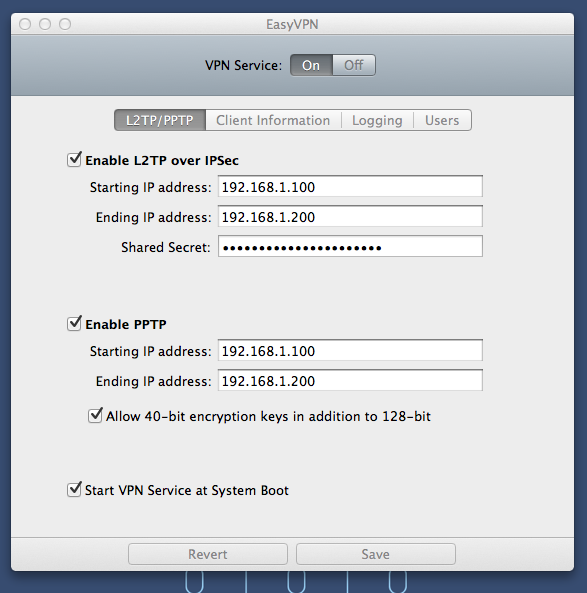 EasyVPN
VPN Service: On Off
L2TP/PPTP Client Information Logging Users
Enable L2TP over IPSec
Starting IP address: 192.168.1.100
Ending IP address: 192.168.1.200
Shared Secret: ••••••••••••••••••••••
Enable PPTP
Starting IP address: 192.168.1.100
Ending IP address: 192.168.1.200
Allow 40-bit encryption keys in addition to 128-bit
Start VPN Service at System Boot
Revert Save